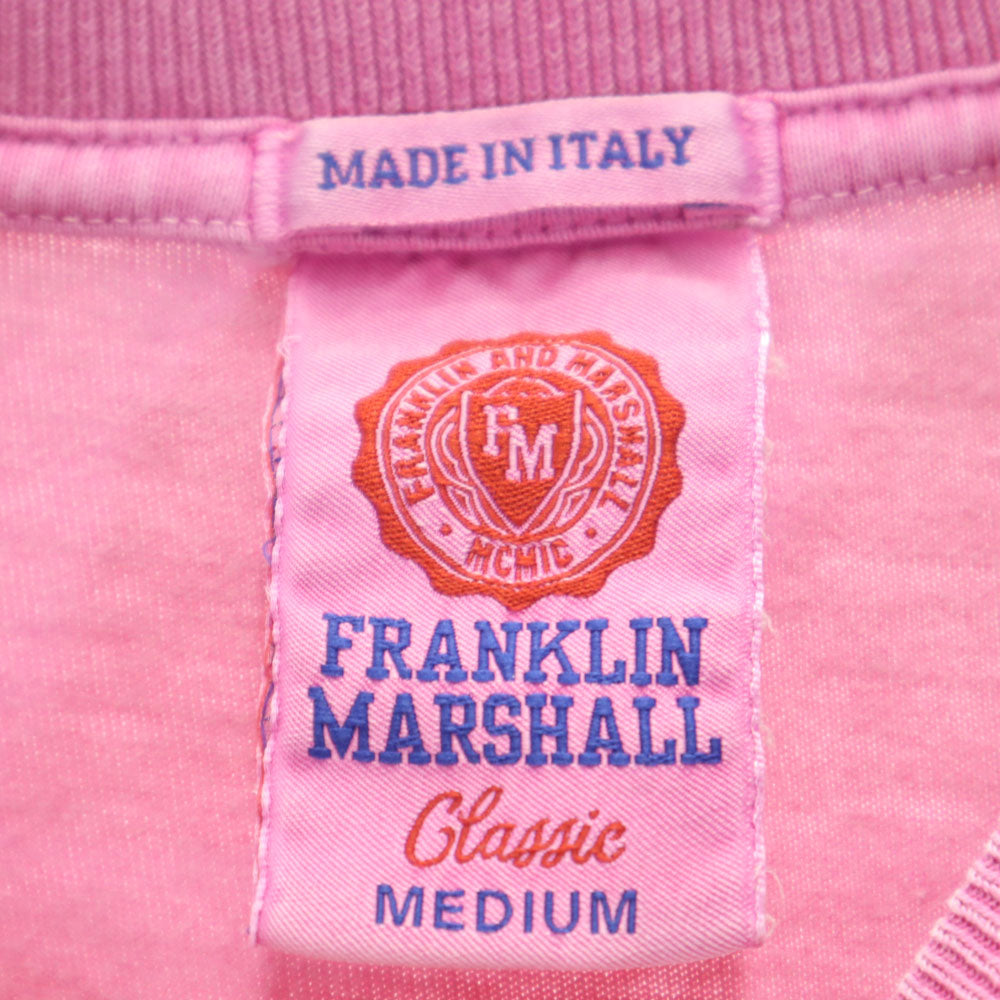 MADE IN ITALY
FRANKLIN AND MARSHALL
FM
· MCMIC ·
FRANKLIN
MARSHALL
Classic
MEDIUM